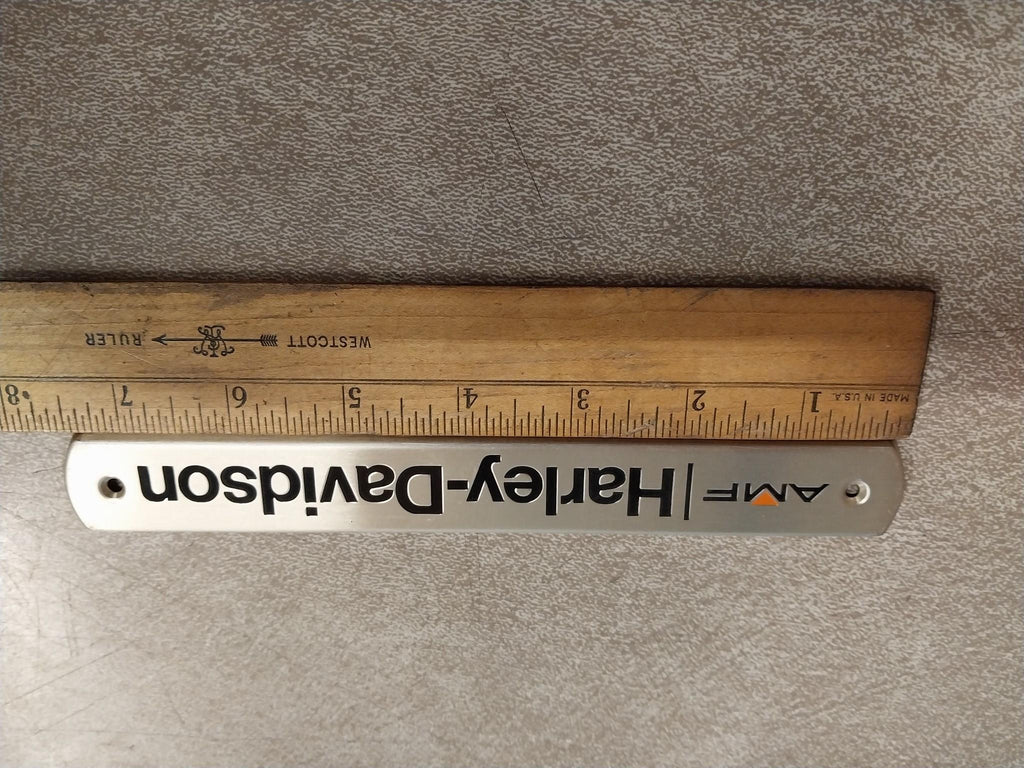 MADE IN U.S.A. 1 2 3 4 5 6 7 8
WESTCOTT RULER
AMF | Harley-Davidson